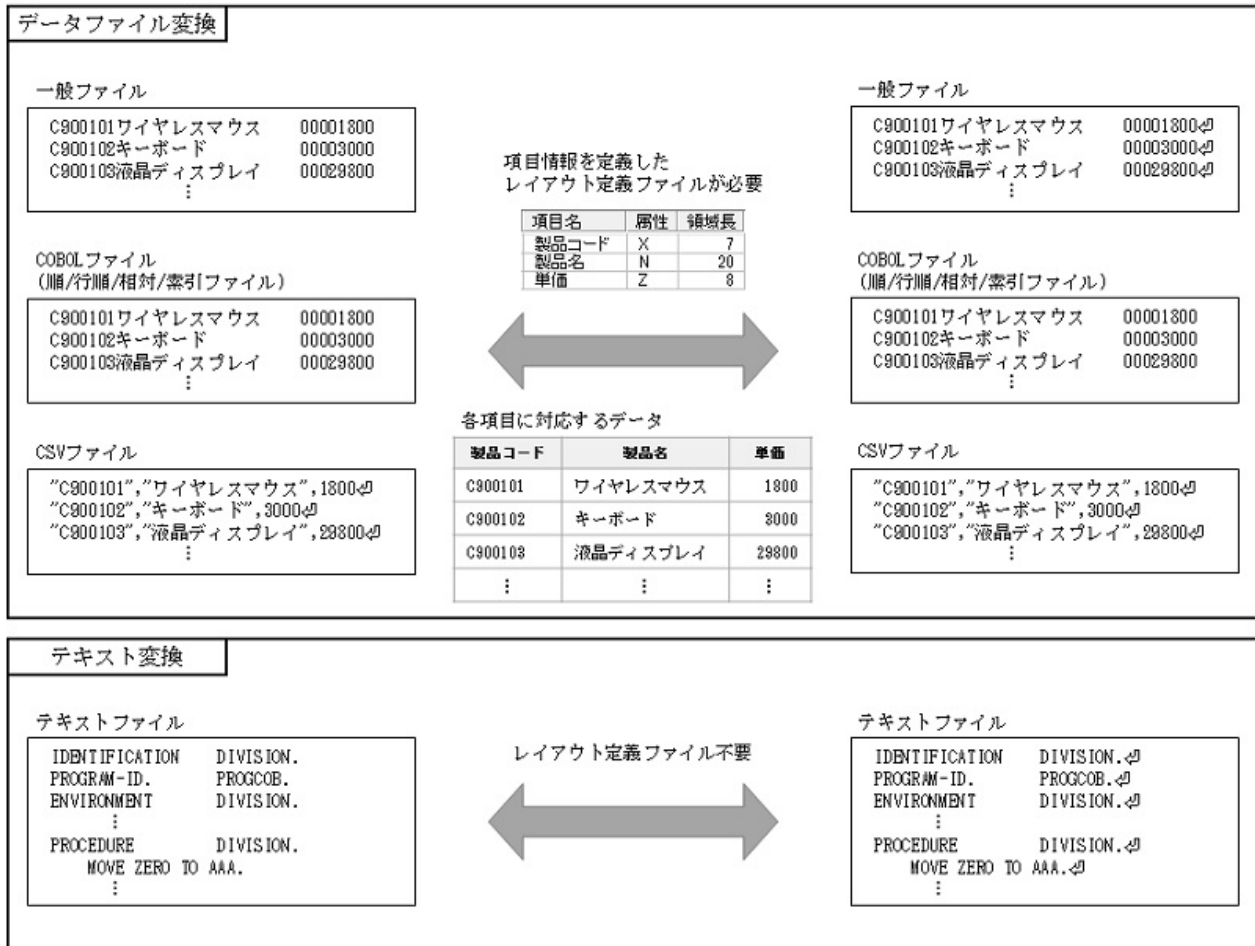 データファイル変換
一般ファイル
C900101ワイヤレスマウス 00001800
C900102キーボード 00003000
C900103液晶ディスプレイ 00029800
⋮
COBOLファイル
(順/行順/相対/索引ファイル)
C900101ワイヤレスマウス 00001800
C900102キーボード 00003000
C900103液晶ディスプレイ 00029800
⋮
CSVファイル
"C900101","ワイヤレスマウス",1800⏎
"C900102","キーボード",3000⏎
"C900103","液晶ディスプレイ",29800⏎
⋮
項目情報を定義した
レイアウト定義ファイルが必要
項目名 属性 領域長
製品コード X 7
製品名 N 20
単価 Z 8
各項目に対応するデータ
製品コード 製品名 単価
C900101 ワイヤレスマウス 1800
C900102 キーボード 3000
C900103 液晶ディスプレイ 29800
⋮ ⋮ ⋮
一般ファイル
C900101ワイヤレスマウス 00001800⏎
C900102キーボード 00003000⏎
C900103液晶ディスプレイ 00029800⏎
⋮
COBOLファイル
(順/行順/相対/索引ファイル)
C900101ワイヤレスマウス 00001800
C900102キーボード 00003000
C900103液晶ディスプレイ 00029800
⋮
CSVファイル
"C900101","ワイヤレスマウス",1800⏎
"C900102","キーボード",3000⏎
"C900103","液晶ディスプレイ",29800⏎
⋮
テキスト変換
テキストファイル
IDENTIFICATION DIVISION.
PROGRAM-ID. PROGCOB.
ENVIRONMENT DIVISION.
⋮
PROCEDURE DIVISION.
MOVE ZERO TO AAA.
⋮
レイアウト定義ファイル不要
テキストファイル
IDENTIFICATION DIVISION.⏎
PROGRAM-ID. PROGCOB.⏎
ENVIRONMENT DIVISION.⏎
⋮
PROCEDURE DIVISION.⏎
MOVE ZERO TO AAA.⏎
⋮